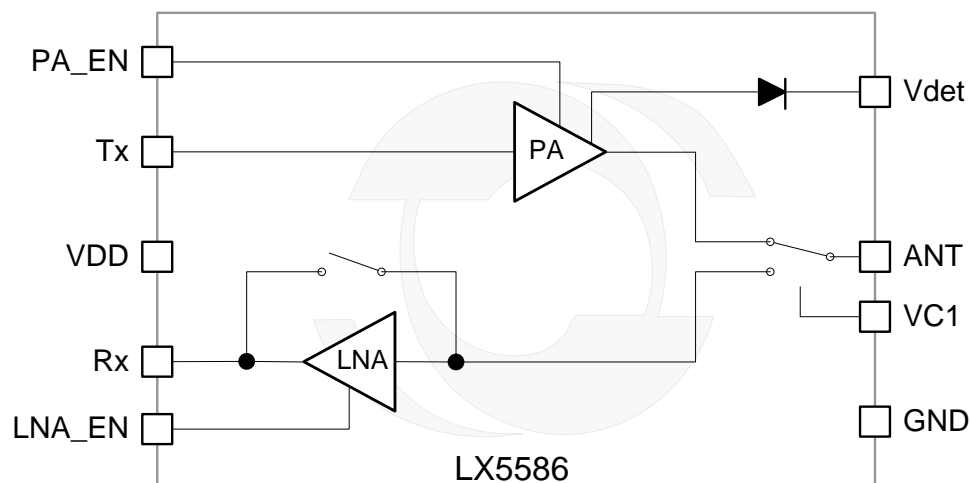 PA_EN
Vdet
Tx
PA
VDD
ANT
VC1
Rx
LNA
LNA_EN
GND
LX5586